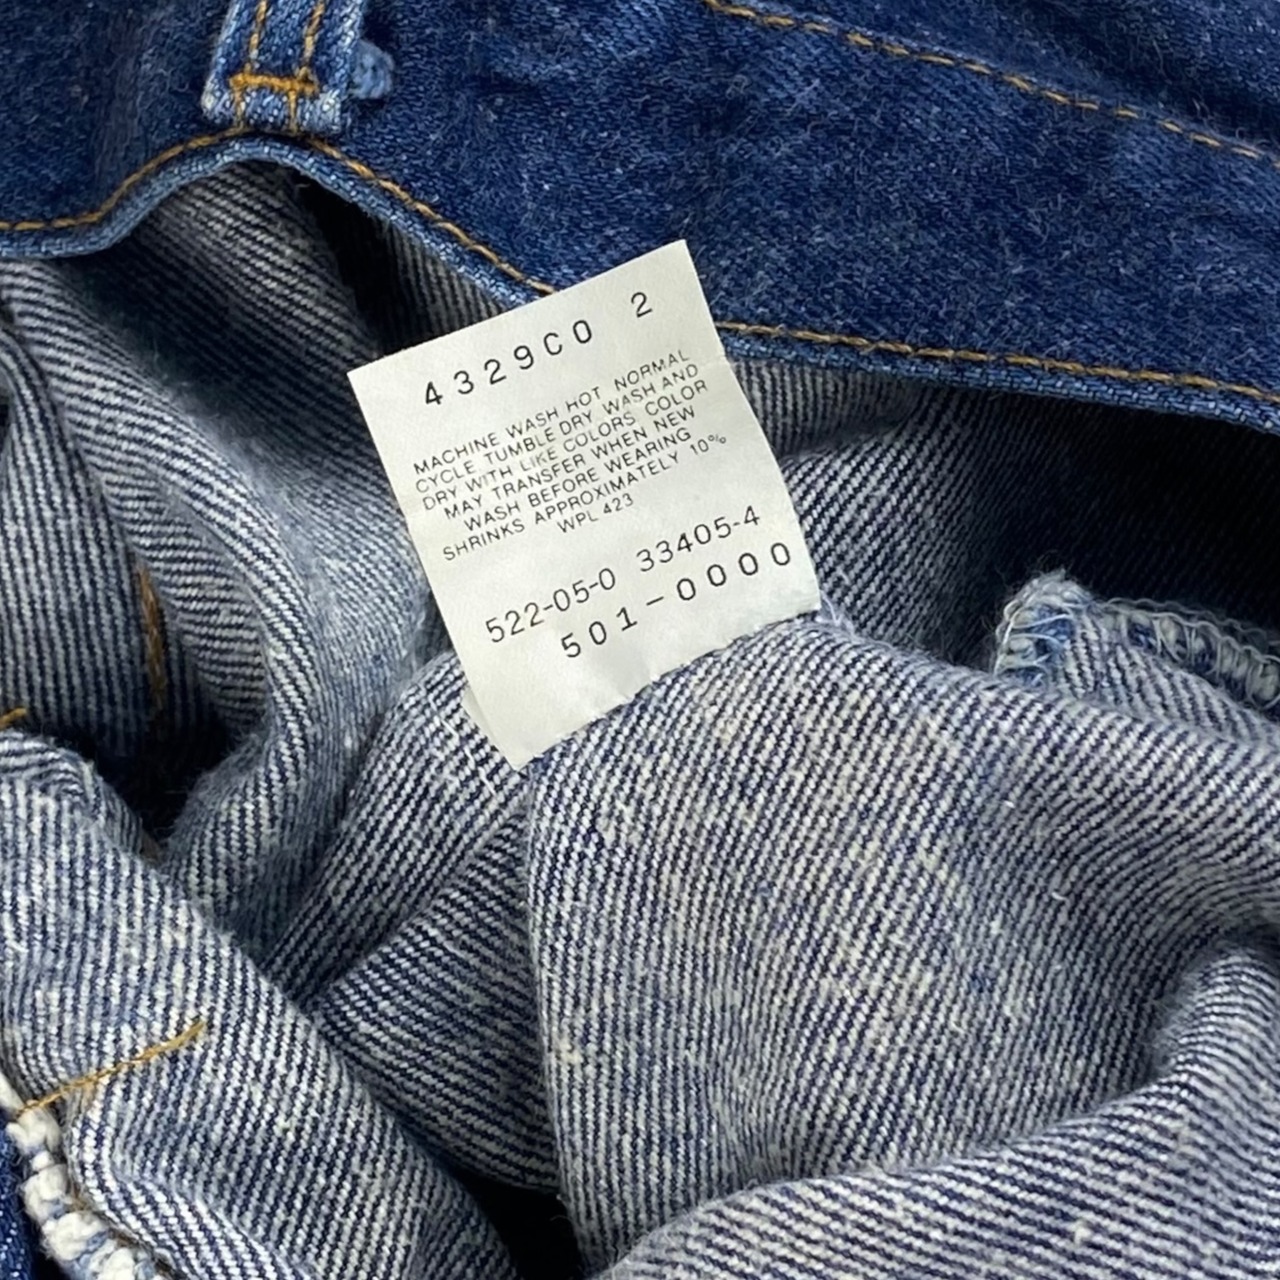 4329CO 2
MACHINE WASH HOT NORMAL
CYCLE TUMBLE DRY WASH AND
DRY WITH LIKE COLORS COLOR
MAY TRANSFER WHEN NEW
WASH BEFORE WEARING
SHRINKS APPROXIMATELY 10%
WPL 423
522-05-0 33405-4
501-0000